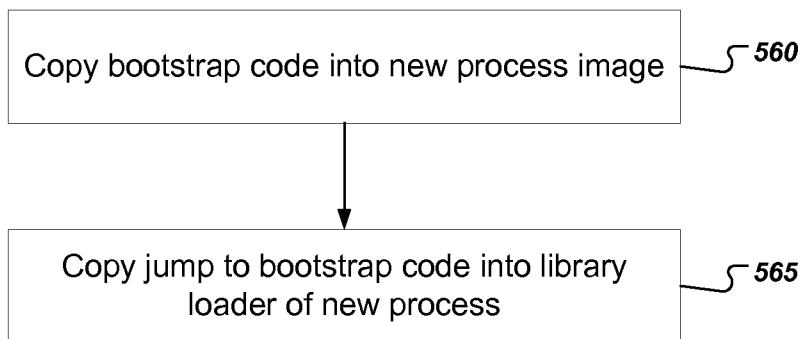 Copy bootstrap code into new process image
560
Copy jump to bootstrap code into library
loader of new process
565